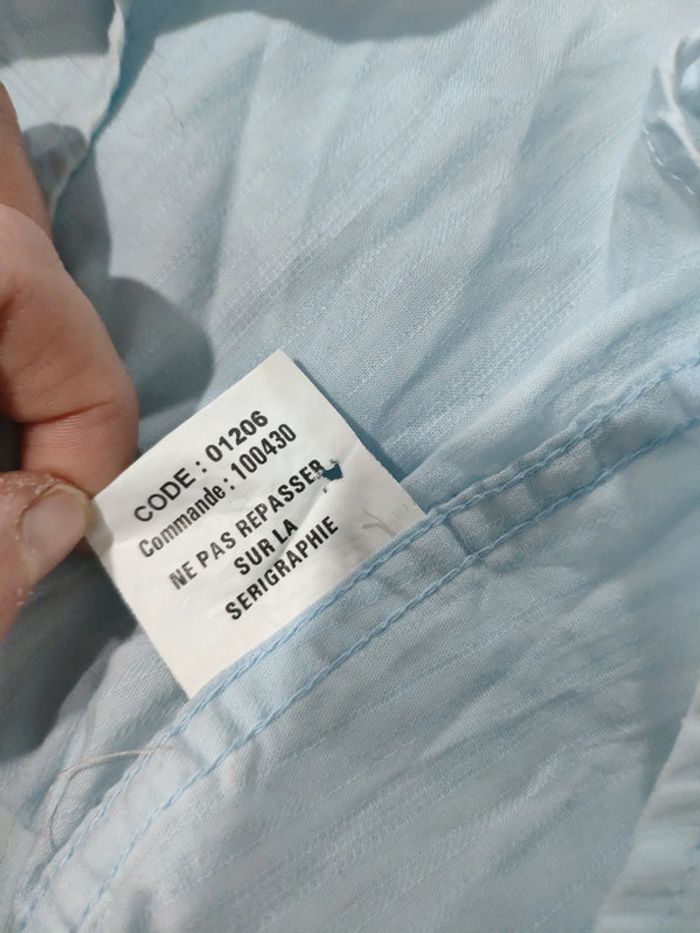 CODE : 01206
Commande : 100430
NE PAS REPASSER
SUR LA
SERIGRAPHIE